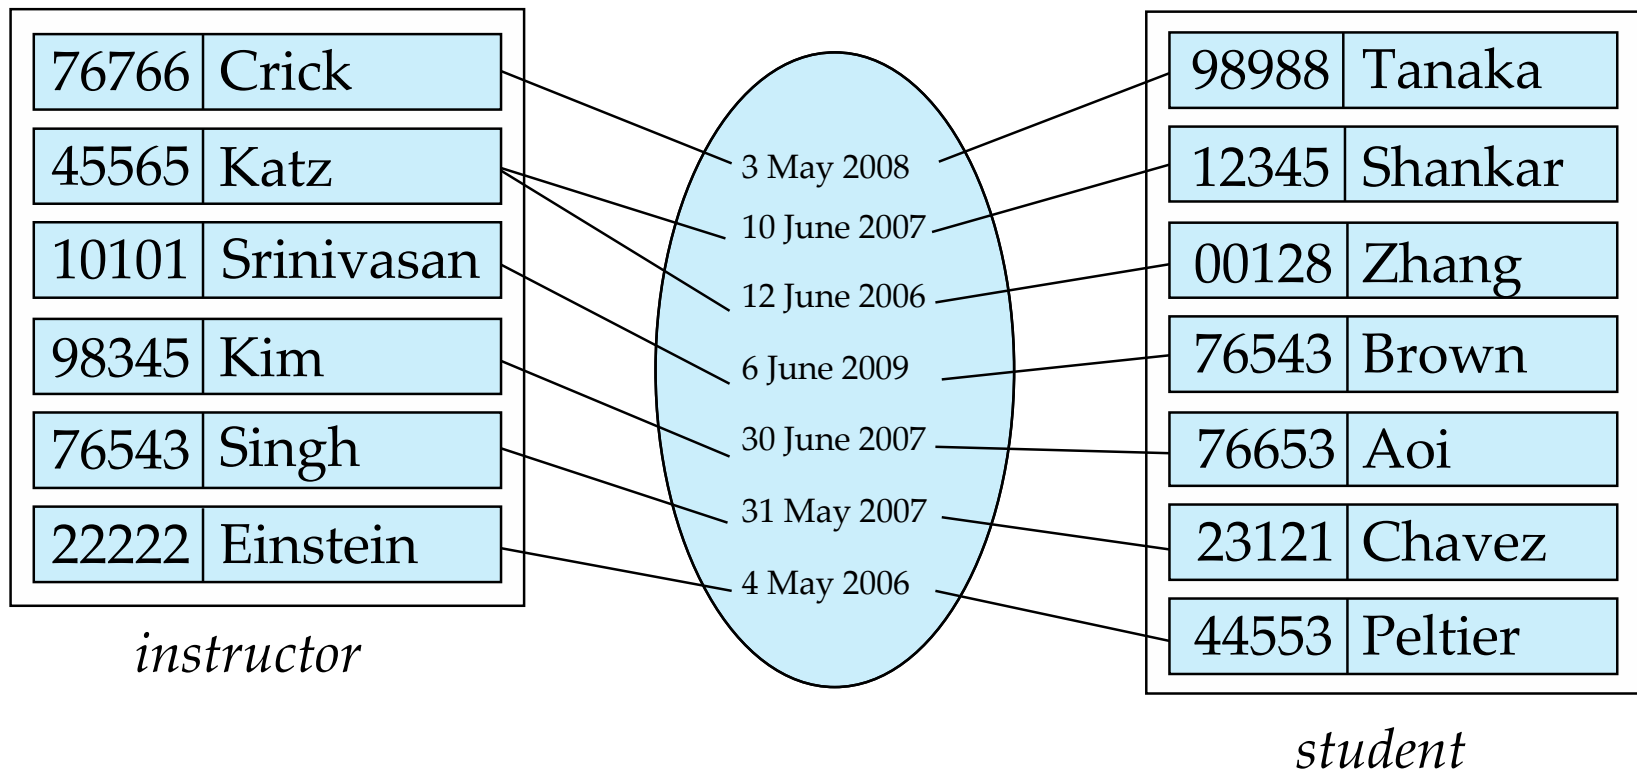 76766 Crick
45565 Katz
10101 Srinivasan
98345 Kim
76543 Singh
22222 Einstein
instructor
3 May 2008
10 June 2007
12 June 2006
6 June 2009
30 June 2007
31 May 2007
4 May 2006
98988 Tanaka
12345 Shankar
00128 Zhang
76543 Brown
76653 Aoi
23121 Chavez
44553 Peltier
student